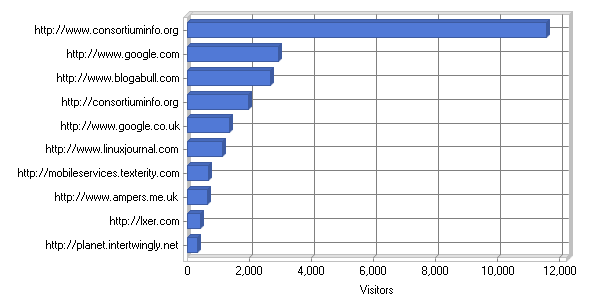 http://www.consortiuminfo.org
http://www.google.com
http://www.blogabull.com
http://consortiuminfo.org
http://www.google.co.uk
http://www.linuxjournal.com
http://mobileservices.texterity.com
http://www.ampers.me.uk
http://lxer.com
http://planet.intertwingly.net
0 2,000 4,000 6,000 8,000 10,000 12,000
Visitors